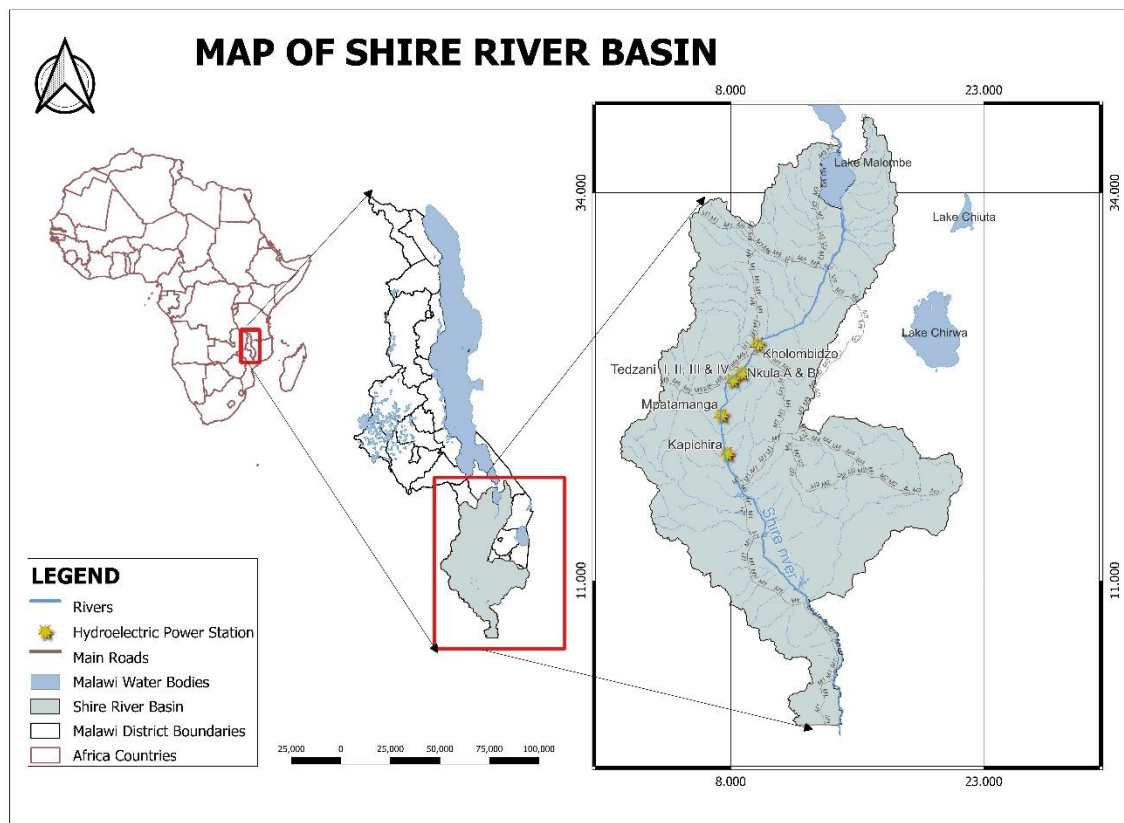 MAP OF SHIRE RIVER BASIN
8.000
23.000
34.000
34.000
Lake Malombe
Lake Chiuta
Lake Chirwa
Kholombidzo
Tedzani I, II, III & IV
Nkula A & B
Mpatamanga
Kapichira
Shire river
11.000
11.000
8.000
23.000
LEGEND
Rivers
Hydroelectric Power Station
Main Roads
Malawi Water Bodies
Shire River Basin
Malawi District Boundaries
Africa Countries
25,000 0 25,000 50,000 75,000 100,000